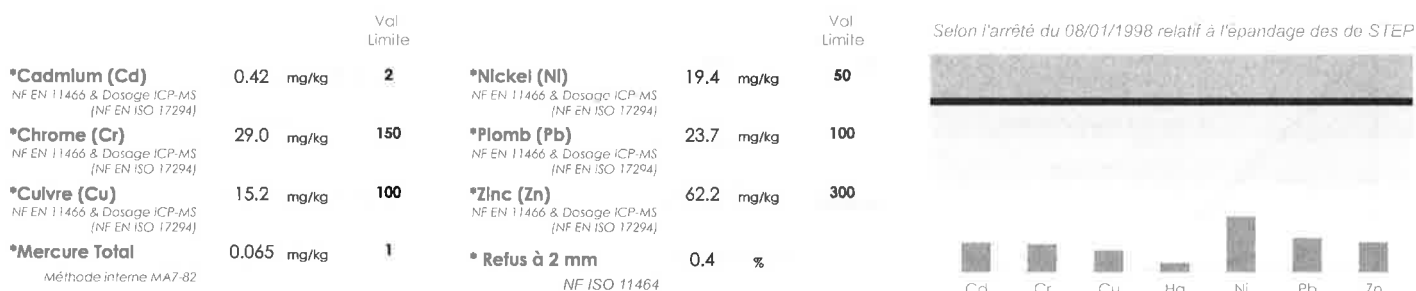 Val
Limite
*Cadmium (Cd) 0.42 mg/kg 2
NF EN 11466 & Dosage ICP-MS
(NF EN ISO 17294)
*Chrome (Cr) 29.0 mg/kg 150
NF EN 11466 & Dosage ICP-MS
(NF EN ISO 17294)
*Cuivre (Cu) 15.2 mg/kg 100
NF EN 11466 & Dosage ICP-MS
(NF EN ISO 17294)
*Mercure Total 0.065 mg/kg 1
Méthode interne MA7-82
Val
Limite
*Nickel (Ni) 19.4 mg/kg 50
NF EN 11466 & Dosage ICP-MS
(NF EN ISO 17294)
*Plomb (Pb) 23.7 mg/kg 100
NF EN 11466 & Dosage ICP-MS
(NF EN ISO 17294)
*Zinc (Zn) 62.2 mg/kg 300
NF EN 11466 & Dosage ICP-MS
(NF EN ISO 17294)
* Refus à 2 mm 0.4 %
NF ISO 11464
Selon l'arrêté du 08/01/1998 relatif à l'épandage des de STEP
Cd Cr Cu Hg Ni Pb Zn